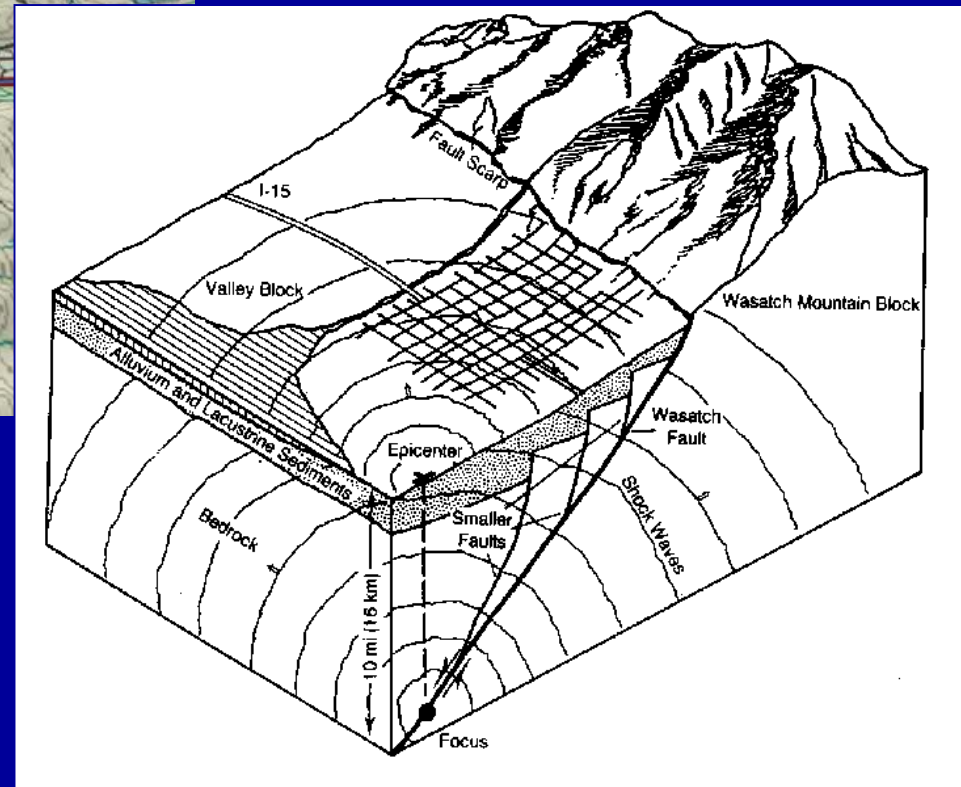 Fault Scarp
I-15
Valley Block
Wasatch Mountain Block
Alluvium and Lacustrine Sediments
Wasatch
Fault
Epicenter
Shock Waves
Smaller
Faults
Bedrock
10 mi (16 km)
Focus